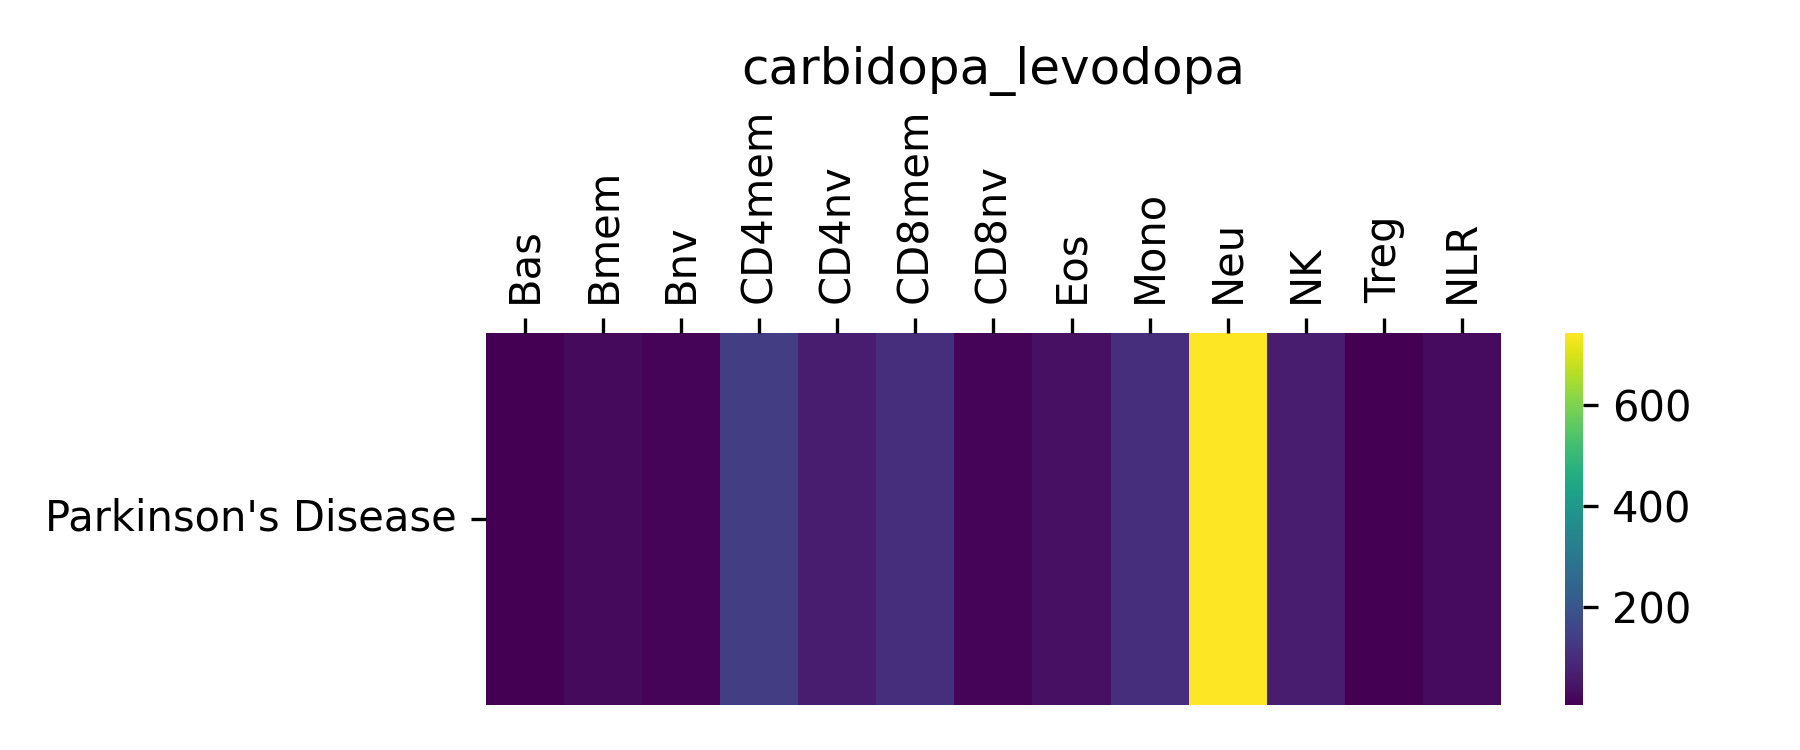 carbidopa_levodopa
Bas
Bmem
Bnv
CD4mem
CD4nv
CD8mem
CD8nv
Eos
Mono
Neu
NK
Treg
NLR
Parkinson's Disease
600
400
200